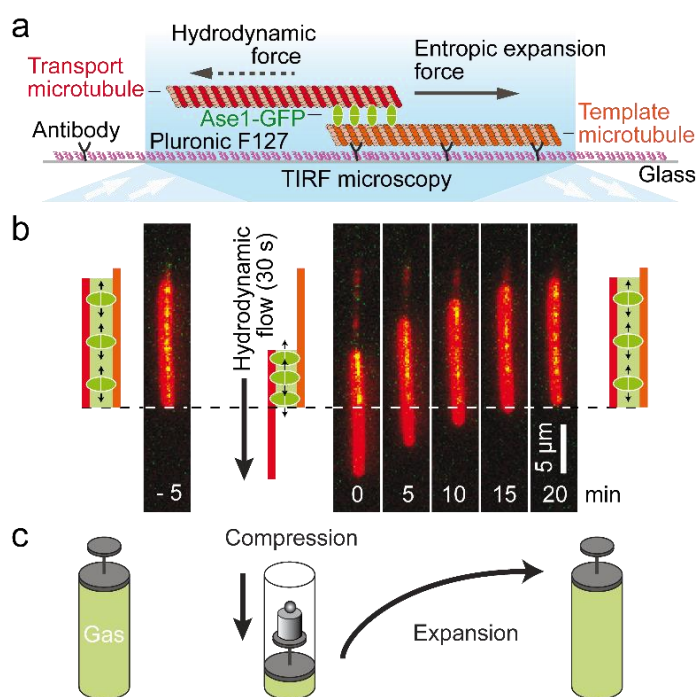 a
Hydrodynamic
force
Entropic expansion
force
Transport
microtubule
Ase1-GFP
Template
microtubule
Antibody
Pluronic F127
TIRF microscopy
Glass
b
Hydrodynamic
flow (30 s)
5 μm
- 5
0 5 10 15 20 min
c
Compression
Gas
Expansion